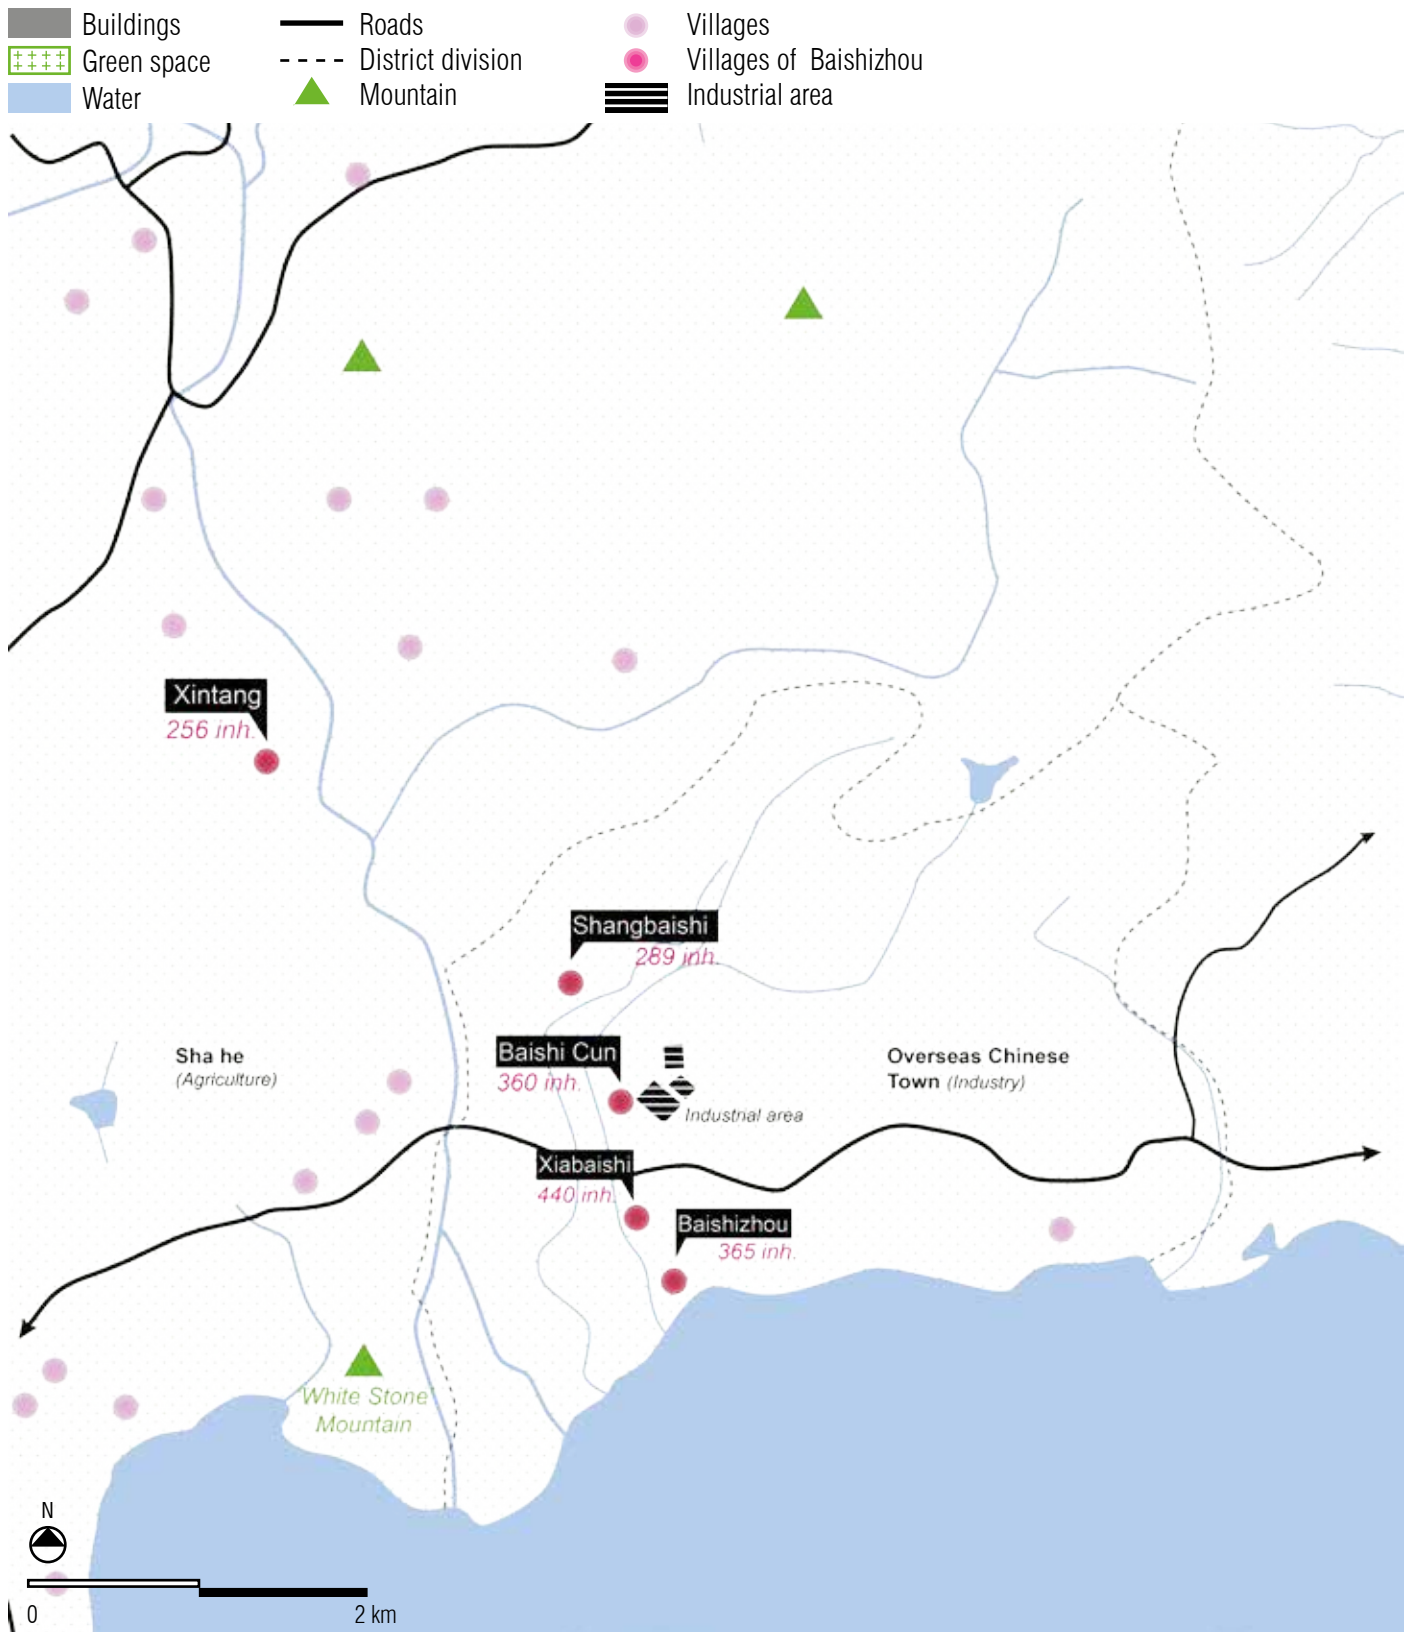 Buildings
Green space
Water
Roads
District division
Mountain
Villages
Villages of Baishizhou
Industrial area
Xintang
256 inh.
Shangbaishi
289 inh.
Baishi Cun
360 inh.
Industrial area
Sha he
(Agriculture)
Overseas Chinese
Town (Industry)
Xiabaishi
440 inh.
Baishizhou
365 inh.
'White Stone'
Mountain
N
0
2 km